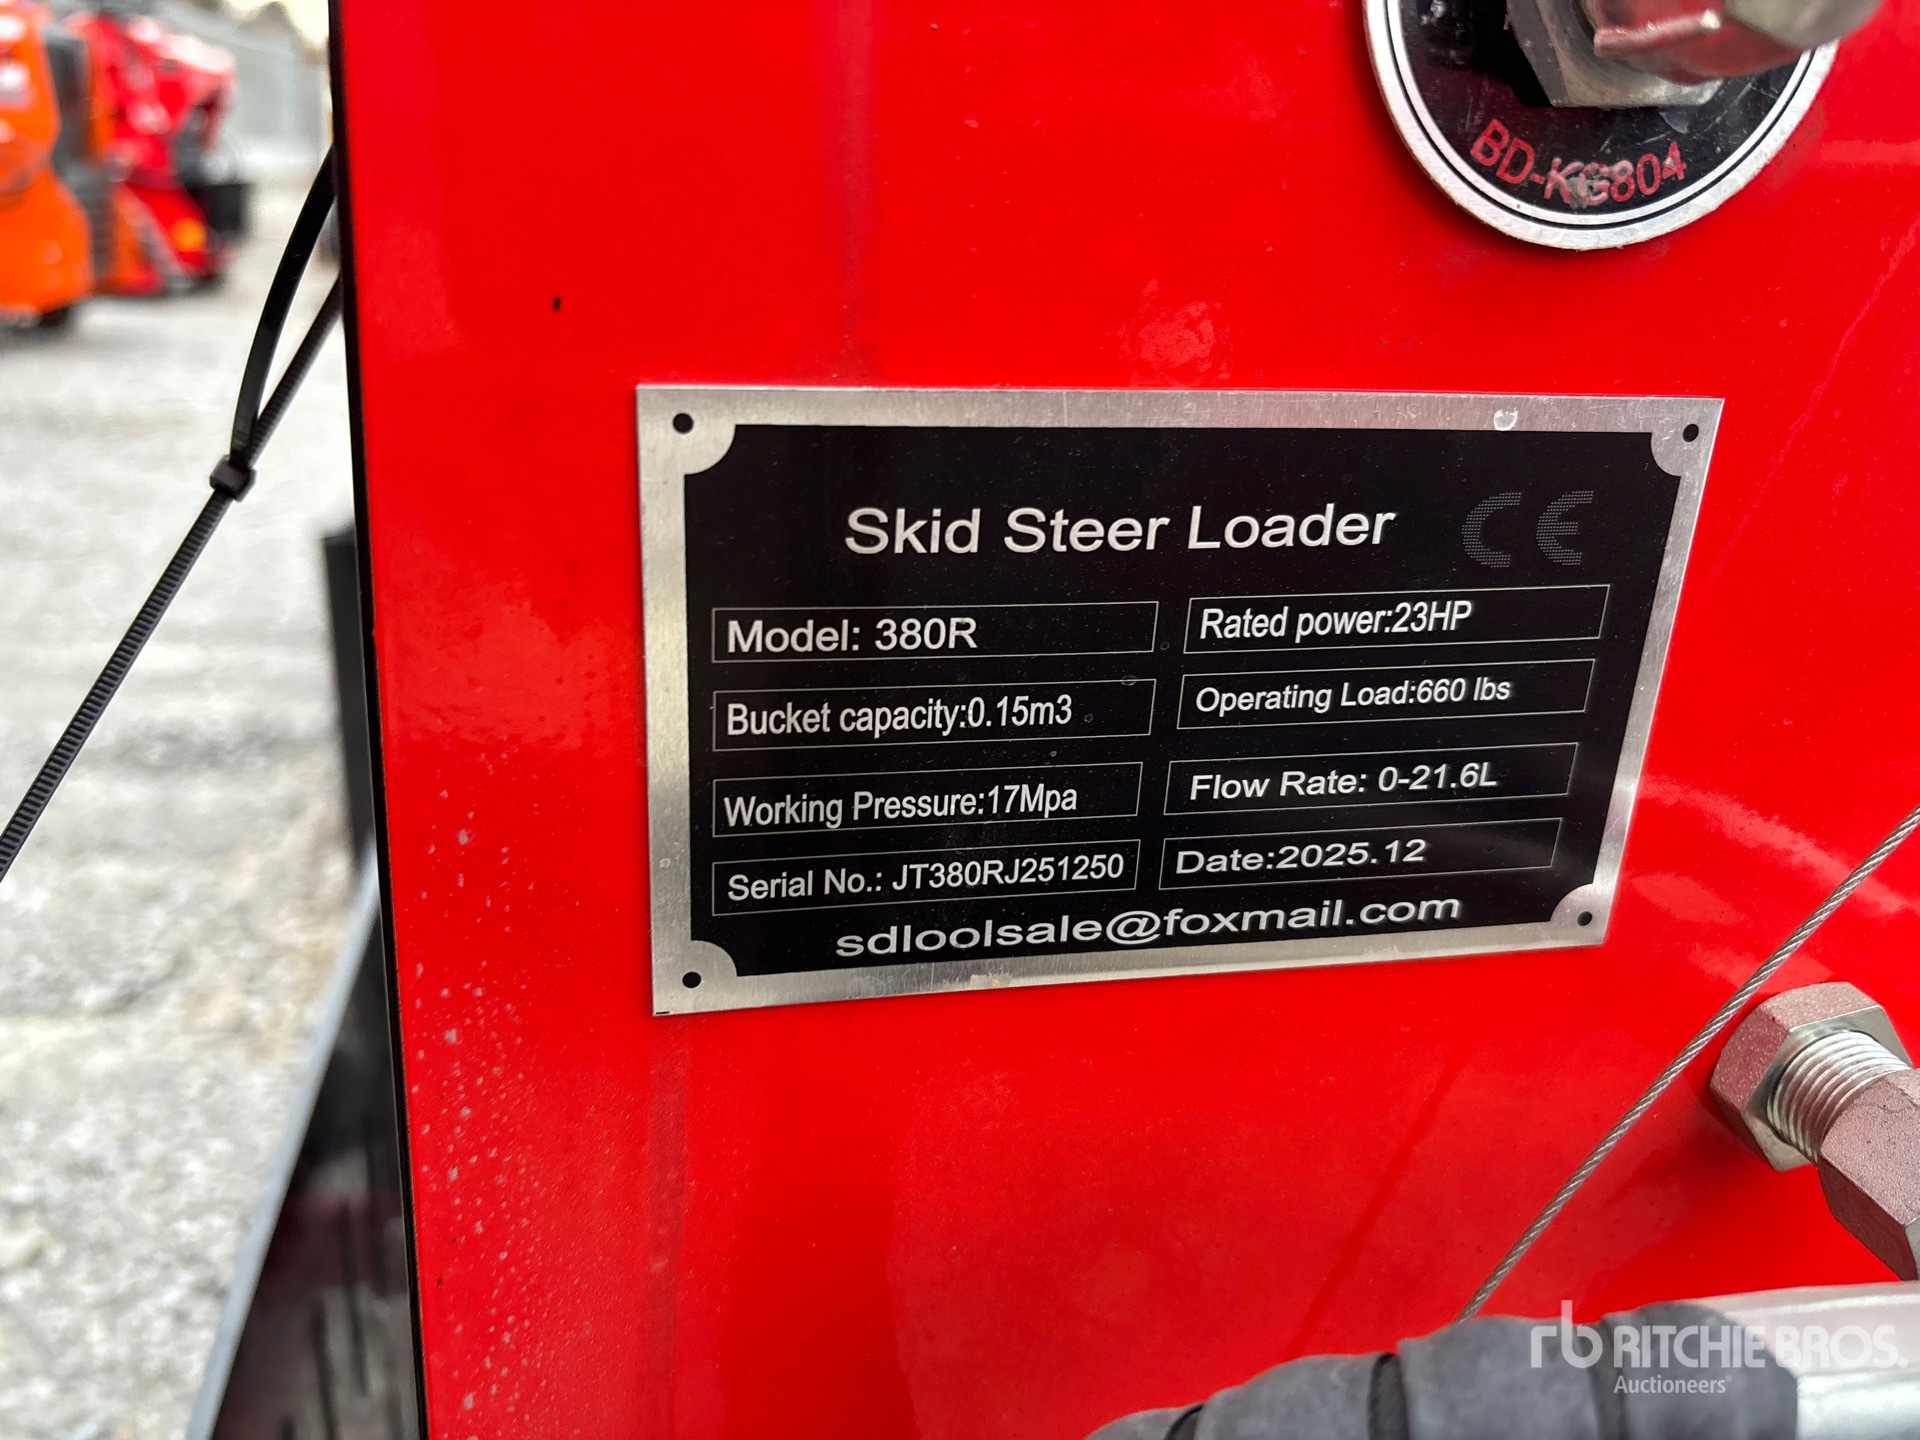 BD-KG804
Skid Steer Loader CE
Model: 380R
Rated power:23HP
Bucket capacity:0.15m3
Operating Load:660 lbs
Working Pressure:17Mpa
Flow Rate: 0-21.6L
Serial No.: JT380RJ251250
Date:2025.12
sdloolsale@foxmail.com
rb RITCHIE BROS.
Auctioneers